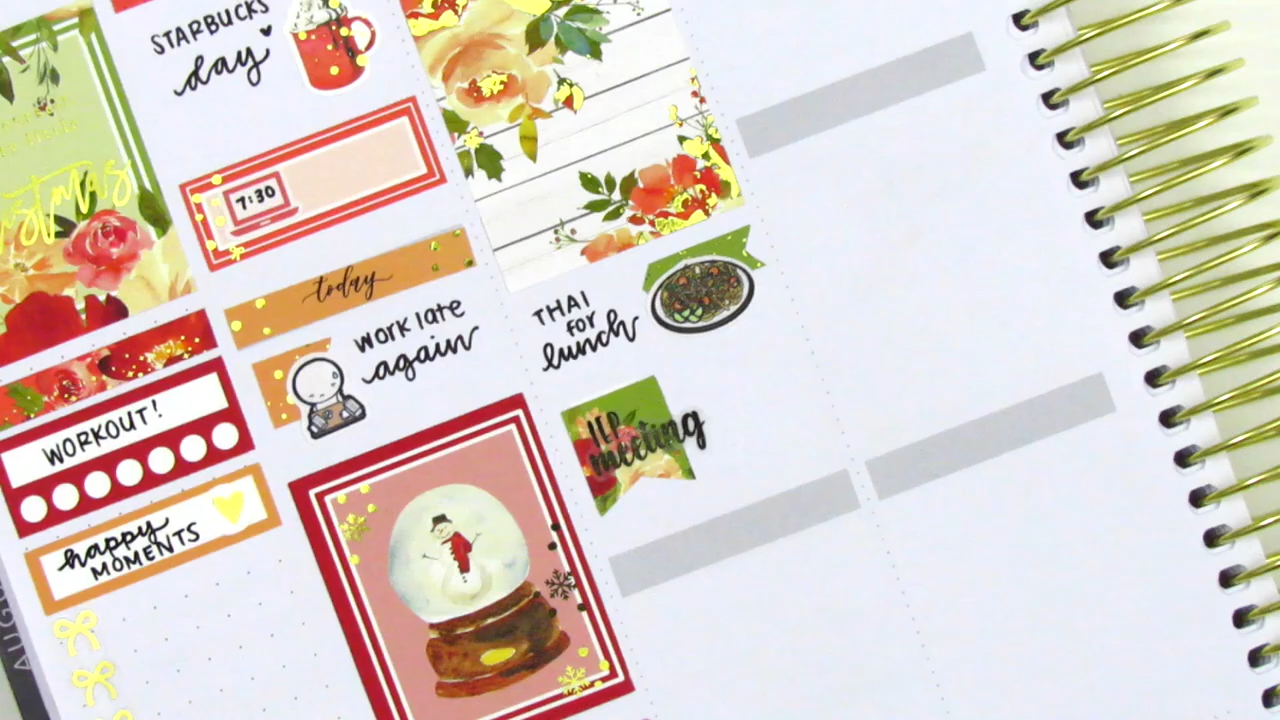 STARBUCKS
day
7:30
today
WORK LATE
again
THAI
FOR
lunch
IEP
meeting
WORKOUT!
happy
MOMENTS